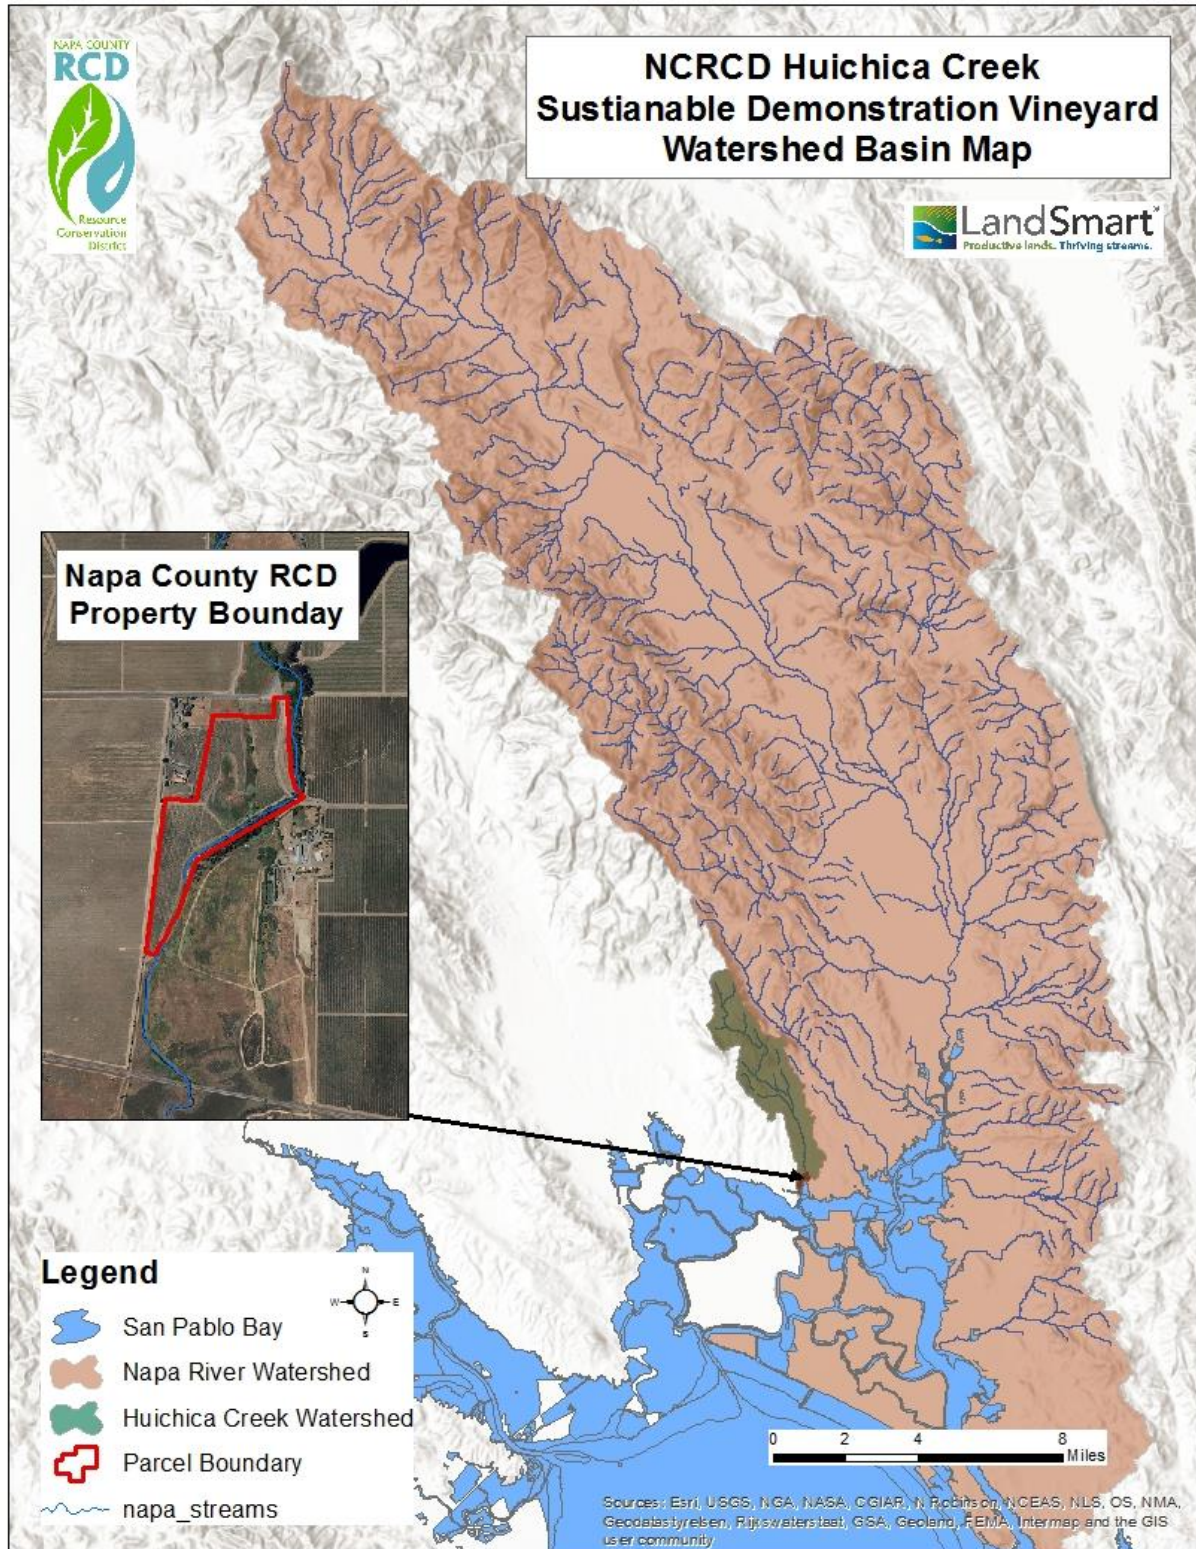 NAPA COUNTY
RCD
Resource
Conservation
District
NCRCD Huichica Creek
Sustianable Demonstration Vineyard
Watershed Basin Map
LandSmart
Productive lands. Thriving streams.
Napa County RCD
Property Bounday
Legend
N
W
E
S
San Pablo Bay
Napa River Watershed
Huichica Creek Watershed
Parcel Boundary
napa_streams
0 2 4 8
Miles
Sources: Esri, USGS, NGA, NASA, CGIAR, N Robinson, NCEAS, NLS, OS, NMA,
Geodatastyrelsen, Rijkswaterstaat, GSA, Geoland, FEMA, Intermap and the GIS
user community